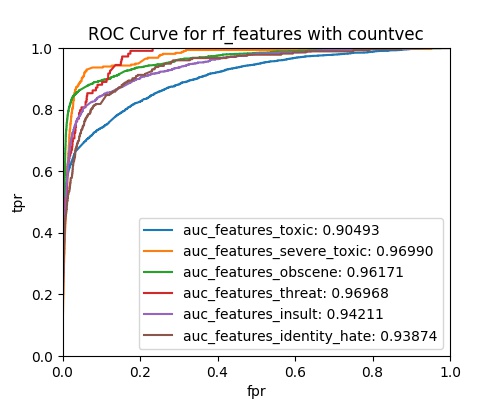 ROC Curve for rf_features with countvec
1.0
0.8
0.6
0.4
0.2
0.0
tpr
auc_features_toxic: 0.90493
auc_features_severe_toxic: 0.96990
auc_features_obscene: 0.96171
auc_features_threat: 0.96968
auc_features_insult: 0.94211
auc_features_identity_hate: 0.93874
0.0 0.2 0.4 0.6 0.8 1.0
fpr